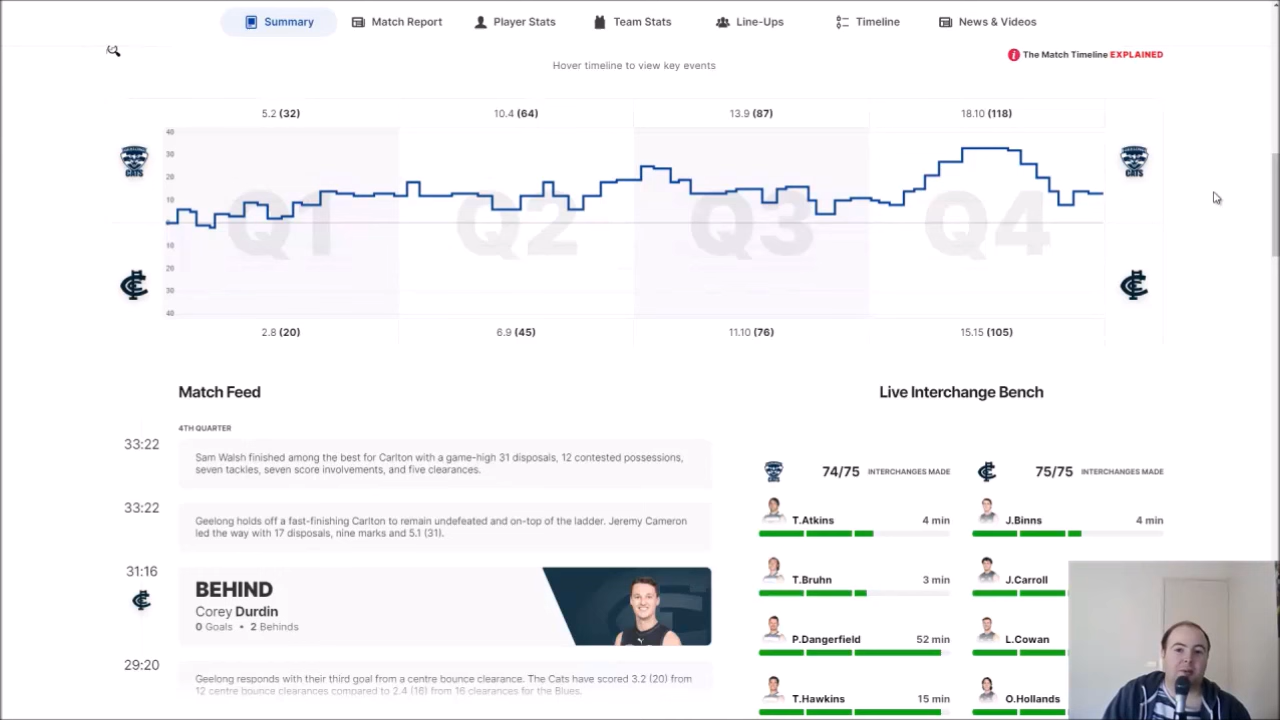 Summary
Match Report
Player Stats
Team Stats
Line-Ups
Timeline
News & Videos
Hover timeline to view key events
The Match Timeline EXPLAINED
5.2 (32)
10.4 (64)
13.9 (87)
18.10 (118)
40
30
20
10
0
10
20
30
40
Q1
Q2
Q3
Q4
CATS
CATS
2.8 (20)
6.9 (45)
11.10 (76)
15.15 (105)
Match Feed
4TH QUARTER
33:22
Sam Walsh finished among the best for Carlton with a game-high 31 disposals, 12 contested possessions,
seven tackles, seven score involvements, and five clearances.
33:22
Geelong holds off a fast-finishing Carlton to remain undefeated and on-top of the ladder. Jeremy Cameron
led the way with 17 disposals, nine marks and 5.1 (31).
31:16
BEHIND
Corey Durdin
0 Goals • 2 Behinds
29:20
Geelong responds with their third goal from a centre bounce clearance. The Cats have scored 3.2 (20) from
12 centre bounce clearances compared to 2.4 (16) from 16 clearances for the Blues.
Live Interchange Bench
74/75 INTERCHANGES MADE
75/75 INTERCHANGES MADE
T.Atkins 4 min
J.Binns 4 min
T.Bruhn 3 min
J.Carroll
P.Dangerfield 52 min
L.Cowan
T.Hawkins 15 min
O.Hollands